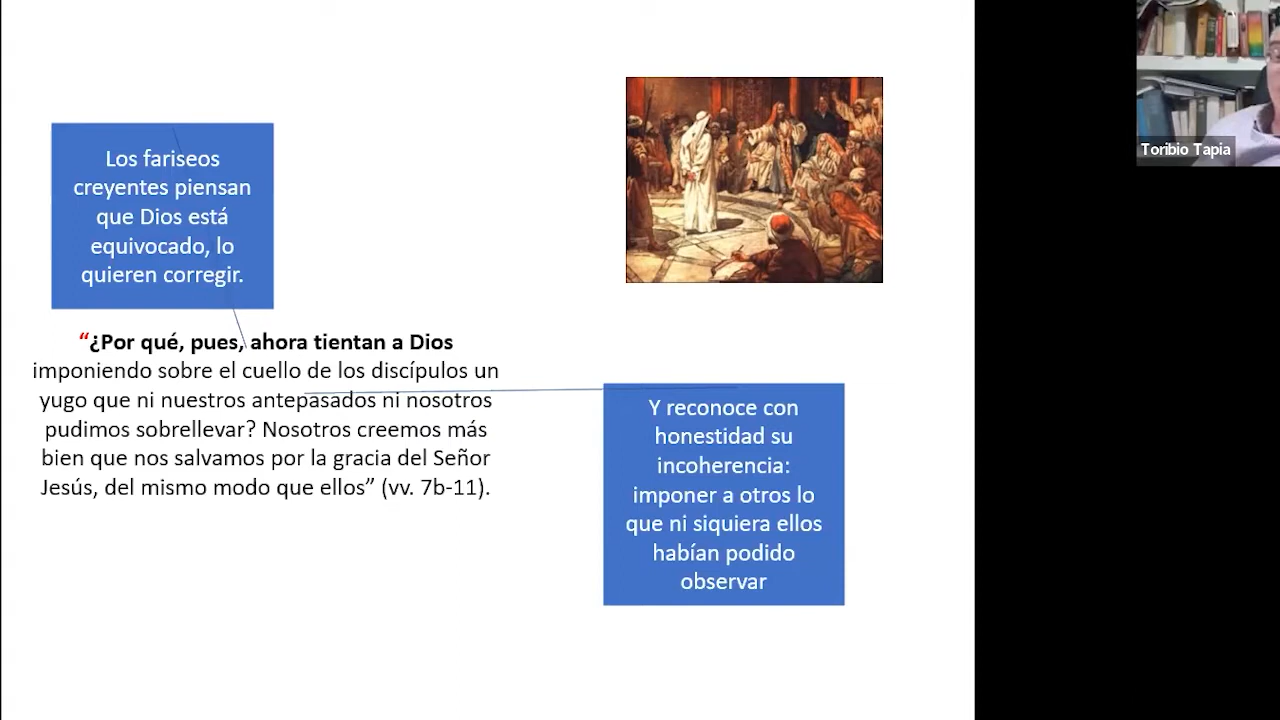 Los fariseos
creyentes piensan
que Dios está
equivocado, lo
quieren corregir.
“¿Por qué, pues, ahora tientan a Dios
imponiendo sobre el cuello de los discípulos un
yugo que ni nuestros antepasados ni nosotros
pudimos sobrellevar? Nosotros creemos más
bien que nos salvamos por la gracia del Señor
Jesús, del mismo modo que ellos” (vv. 7b-11).
Y reconoce con
honestidad su
incoherencia:
imponer a otros lo
que ni siquiera ellos
habían podido
observar
Toribio Tapia